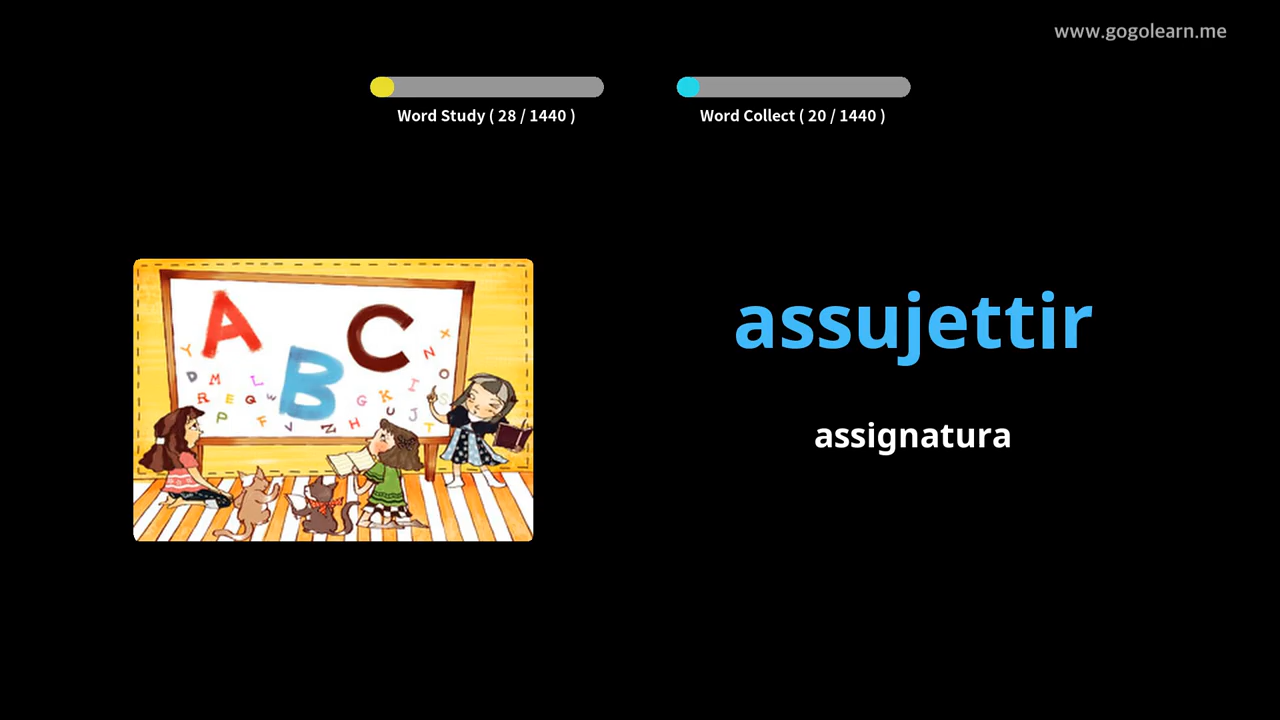 www.gogolearn.me
Word Study ( 28 / 1440 )
Word Collect ( 20 / 1440 )
A
B
C
X
Y
N
D
M
L
O
I
R
E
Q
W
G
K
S
P
F
V
Z
H
U
J
T
assujettir
assignatura